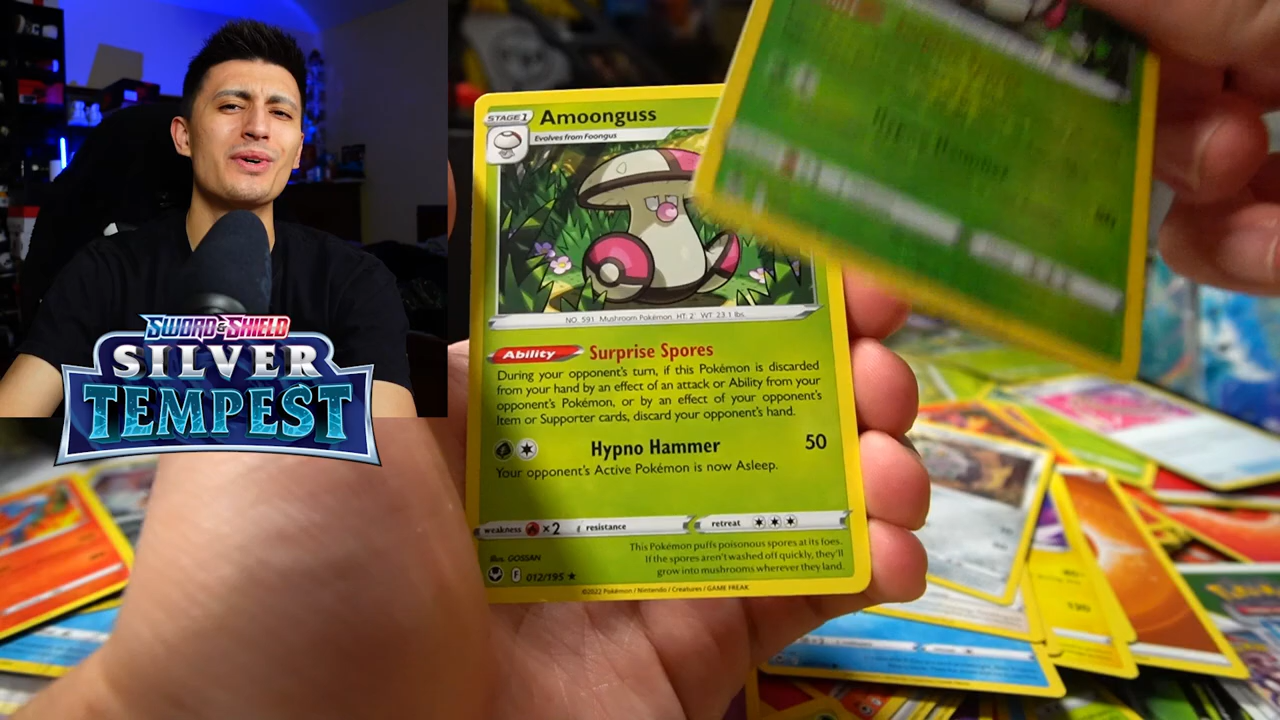 SWORD & SHIELD
SILVER
TEMPEST
STAGE 1 Amoonguss
Evolves from Foongus
NO. 591 Mushroom Pokémon HT: 2' WT: 23.1 lbs.
Ability Surprise Spores
During your opponent's turn, if this Pokémon is discarded
from your hand by an effect of an attack or Ability from your
opponent's Pokémon, or by an effect of your opponent's
Item or Supporter cards, discard your opponent's hand.
Hypno Hammer 50
Your opponent's Active Pokémon is now Asleep.
weakness ×2 resistance retreat
This Pokémon puffs poisonous spores at its foes.
If the spores aren't washed off quickly, they'll
grow into mushrooms wherever they land.
Illus. GOSSAN
F 012/195 ★
©2022 Pokémon / Nintendo / Creatures / GAME FREAK
Hypno Hammer
120